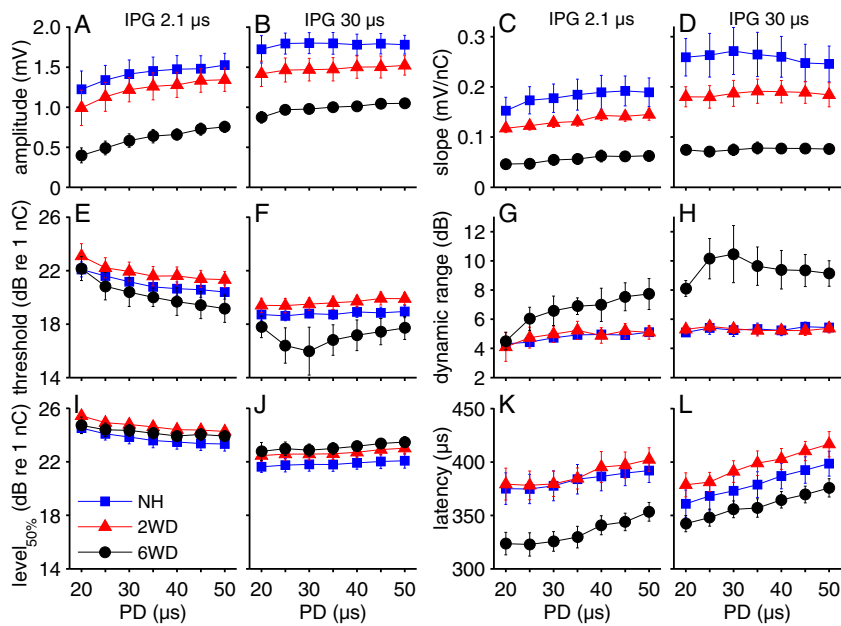 IPG 2.1 µs IPG 30 µs IPG 2.1 µs IPG 30 µs
A B C D
amplitude (mV)
2.0
1.5
1.0
0.5
0
slope (mV/nC)
0.3
0.2
0.1
0
E F G H
threshold (dB re 1 nC)
26
22
18
14
dynamic range (dB)
12
10
8
6
4
2
I J K L
level50% (dB re 1 nC)
26
22
18
14
NH
2WD
6WD
latency (µs)
450
400
350
300
20 30 40 50 20 30 40 50 20 30 40 50 20 30 40 50
PD (µs) PD (µs) PD (µs) PD (µs)